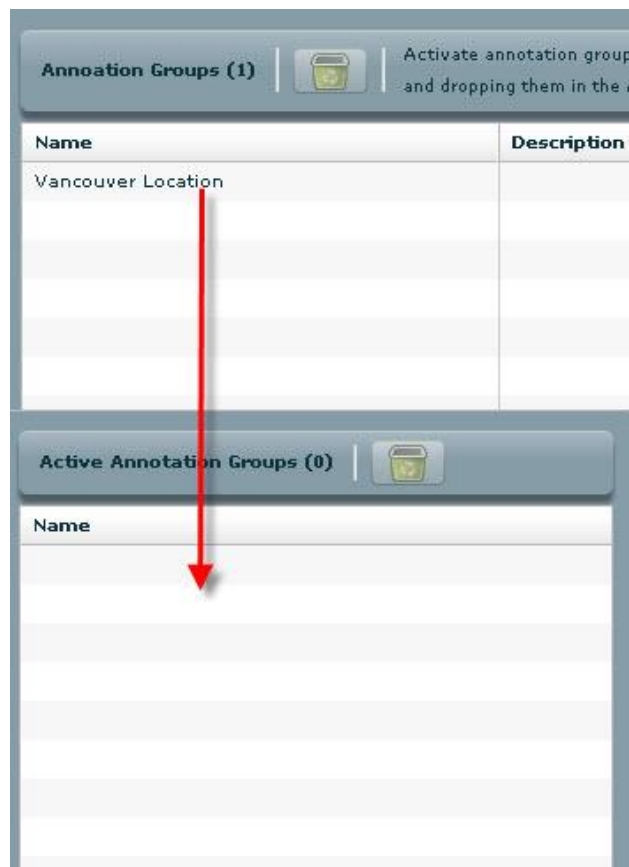 Annoation Groups (1)
Activate annotation group
and dropping them in the
Name
Description
Vancouver Location
Active Annotation Groups (0)
Name